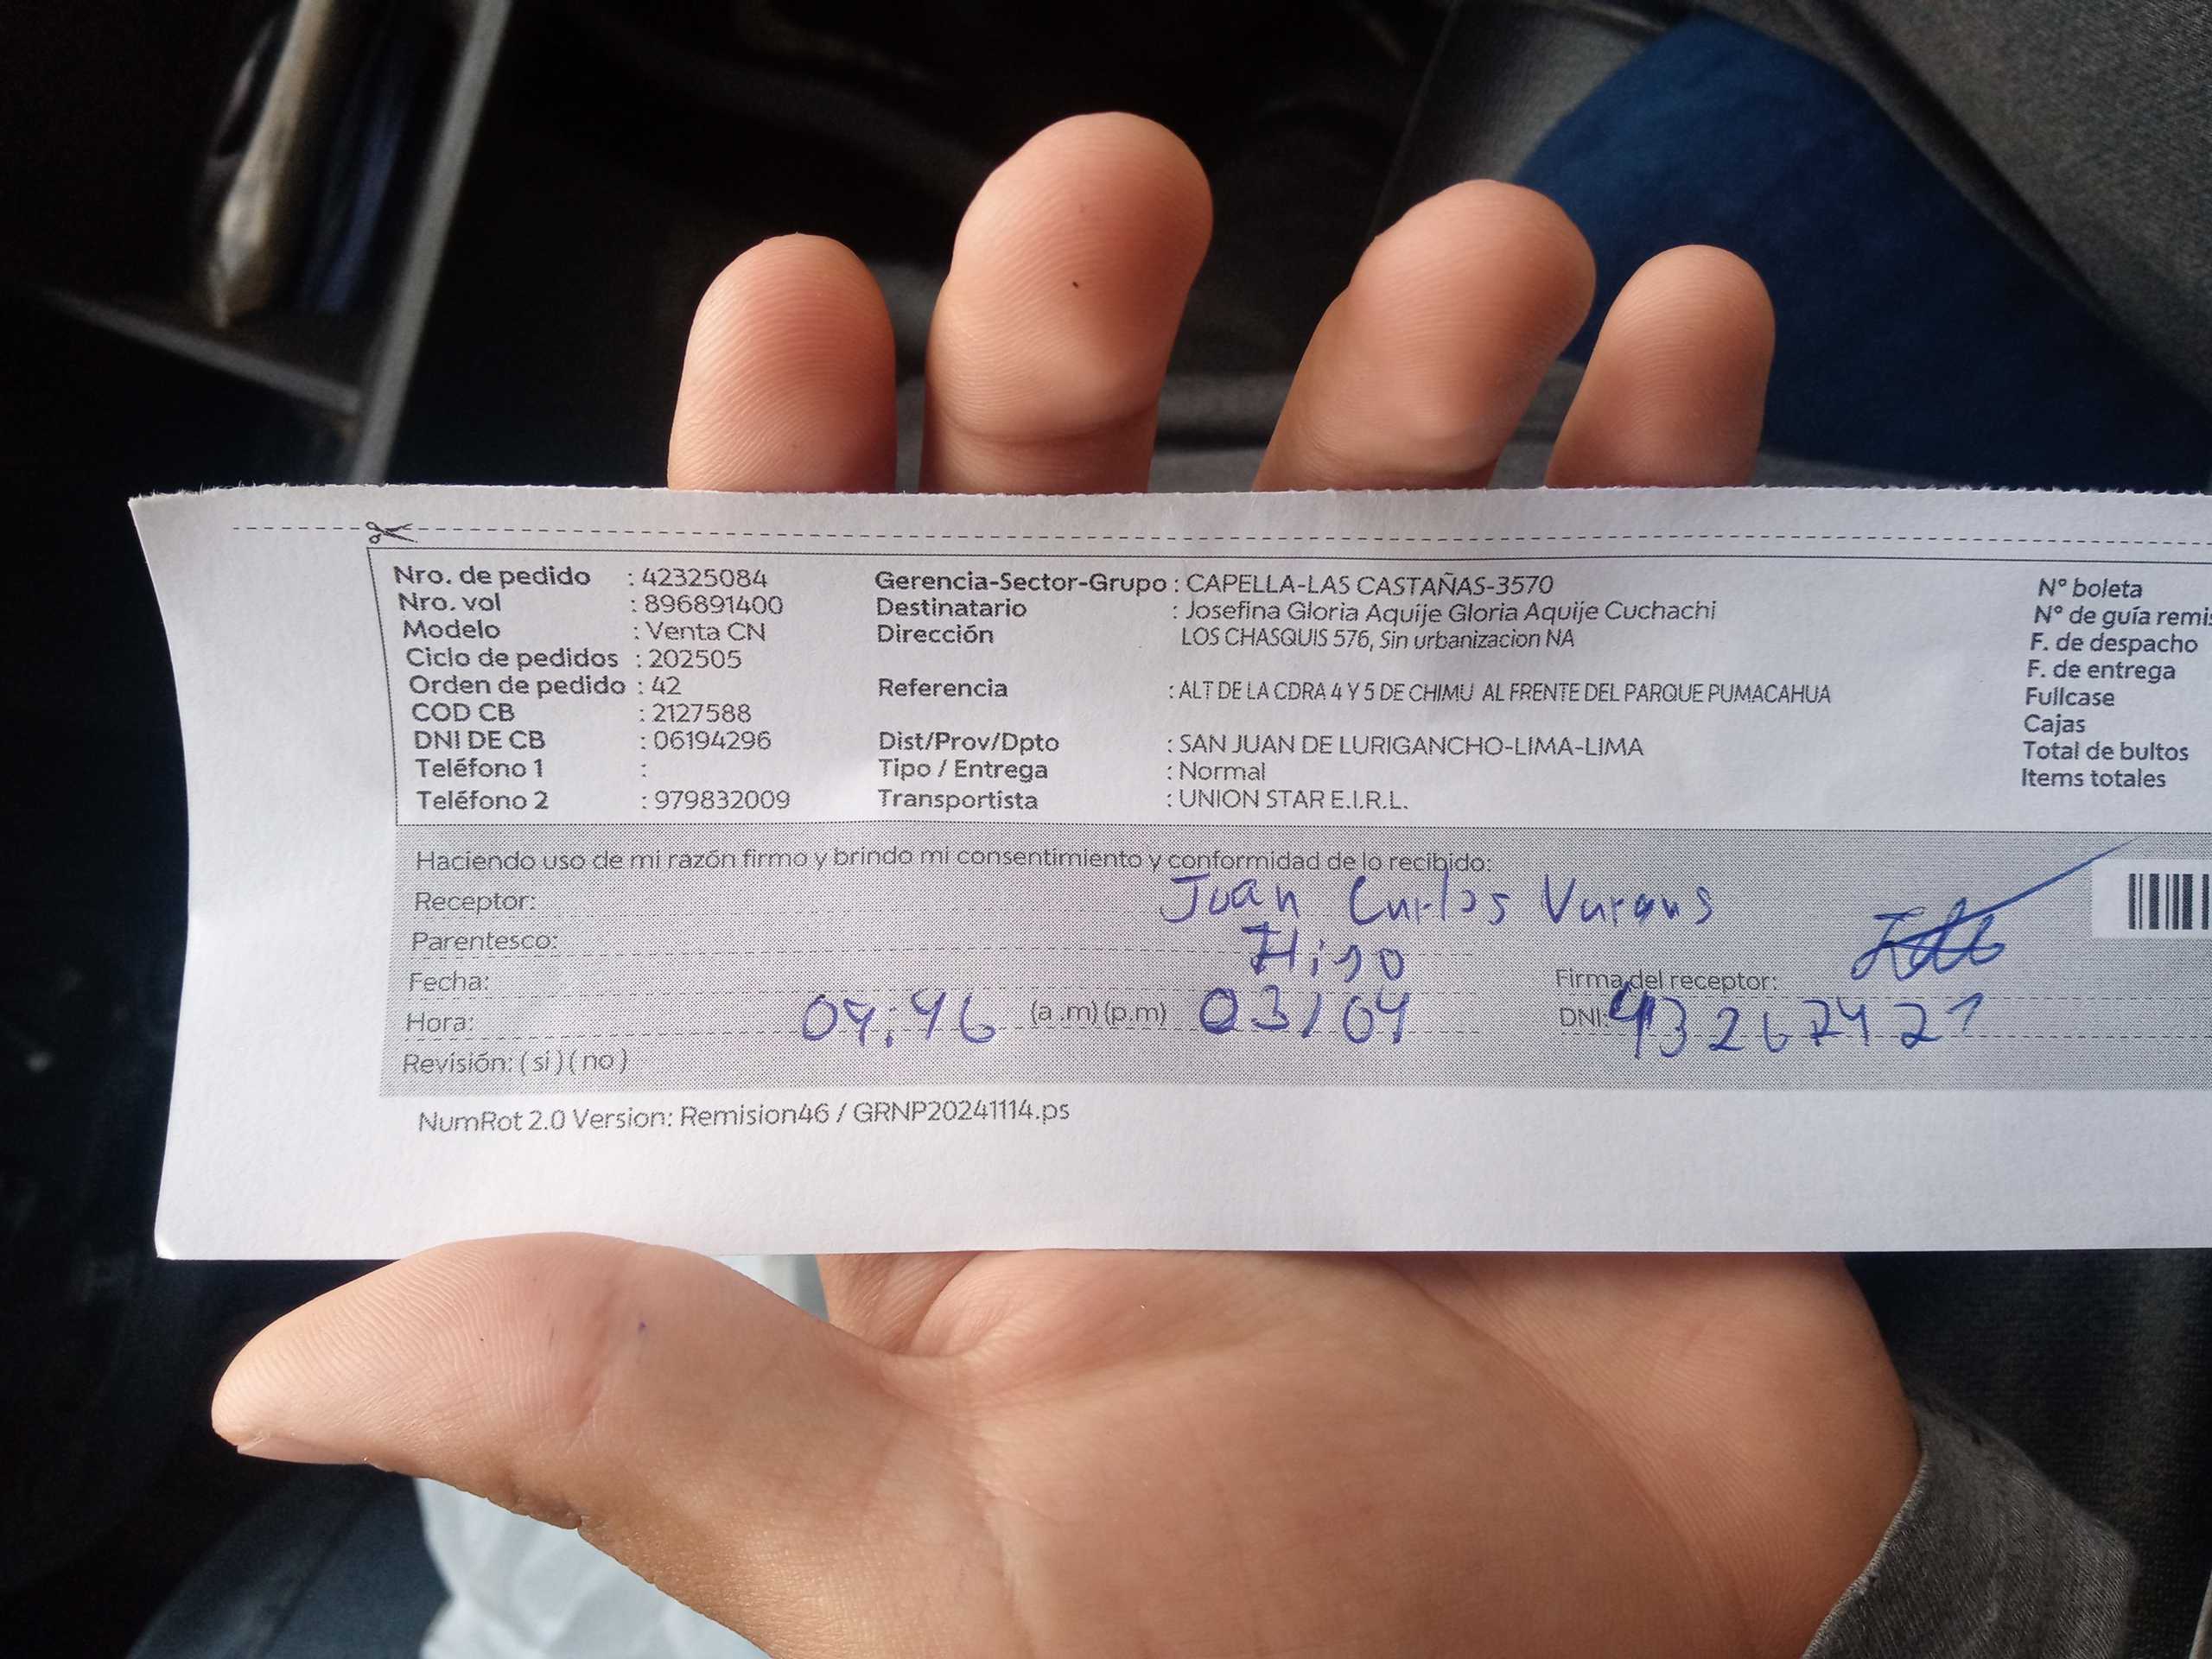 Nro. de pedido : 42325084
Nro. vol : 896891400
Modelo : Venta CN
Ciclo de pedidos : 202505
Orden de pedido : 42
COD CB : 2127588
DNI DE CB : 06194296
Teléfono 1 :
Teléfono 2 : 979832009
Gerencia-Sector-Grupo : CAPELLA-LAS CASTAÑAS-3570
Destinatario : Josefina Gloria Aquije Gloria Aquije Cuchachi
Dirección LOS CHASQUIS 576, Sin urbanizacion NA
Referencia : ALT DE LA CDRA 4 Y 5 DE CHIMU AL FRENTE DEL PARQUE PUMACAHUA
Dist/Prov/Dpto : SAN JUAN DE LURIGANCHO-LIMA-LIMA
Tipo / Entrega : Normal
Transportista : UNION STAR E.I.R.L.
N° boleta
N° de guía remis
F. de despacho
F. de entrega
Fullcase
Cajas
Total de bultos
Items totales
Haciendo uso de mi razón firmo y brindo mi consentimiento y conformidad de lo recibido:
Receptor: Juan Carlos
Parentesco: Hijo
Fecha:
Firma del receptor:
Hora: (a.m)(p.m) 03/04
DNI:
Revisión: (si)(no)
NumRot 2.0 Version: Remision46 / GRNP20241114.ps